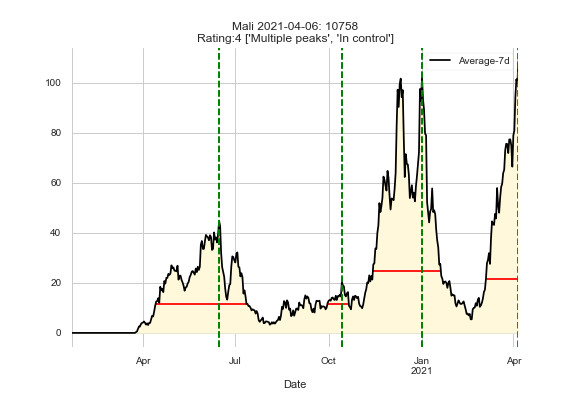 Mali 2021-04-06: 10758
Rating:4 ['Multiple peaks', 'In control']
Average-7d
100
80
60
40
20
0
Apr
Jul
Oct
Jan
2021
Apr
Date